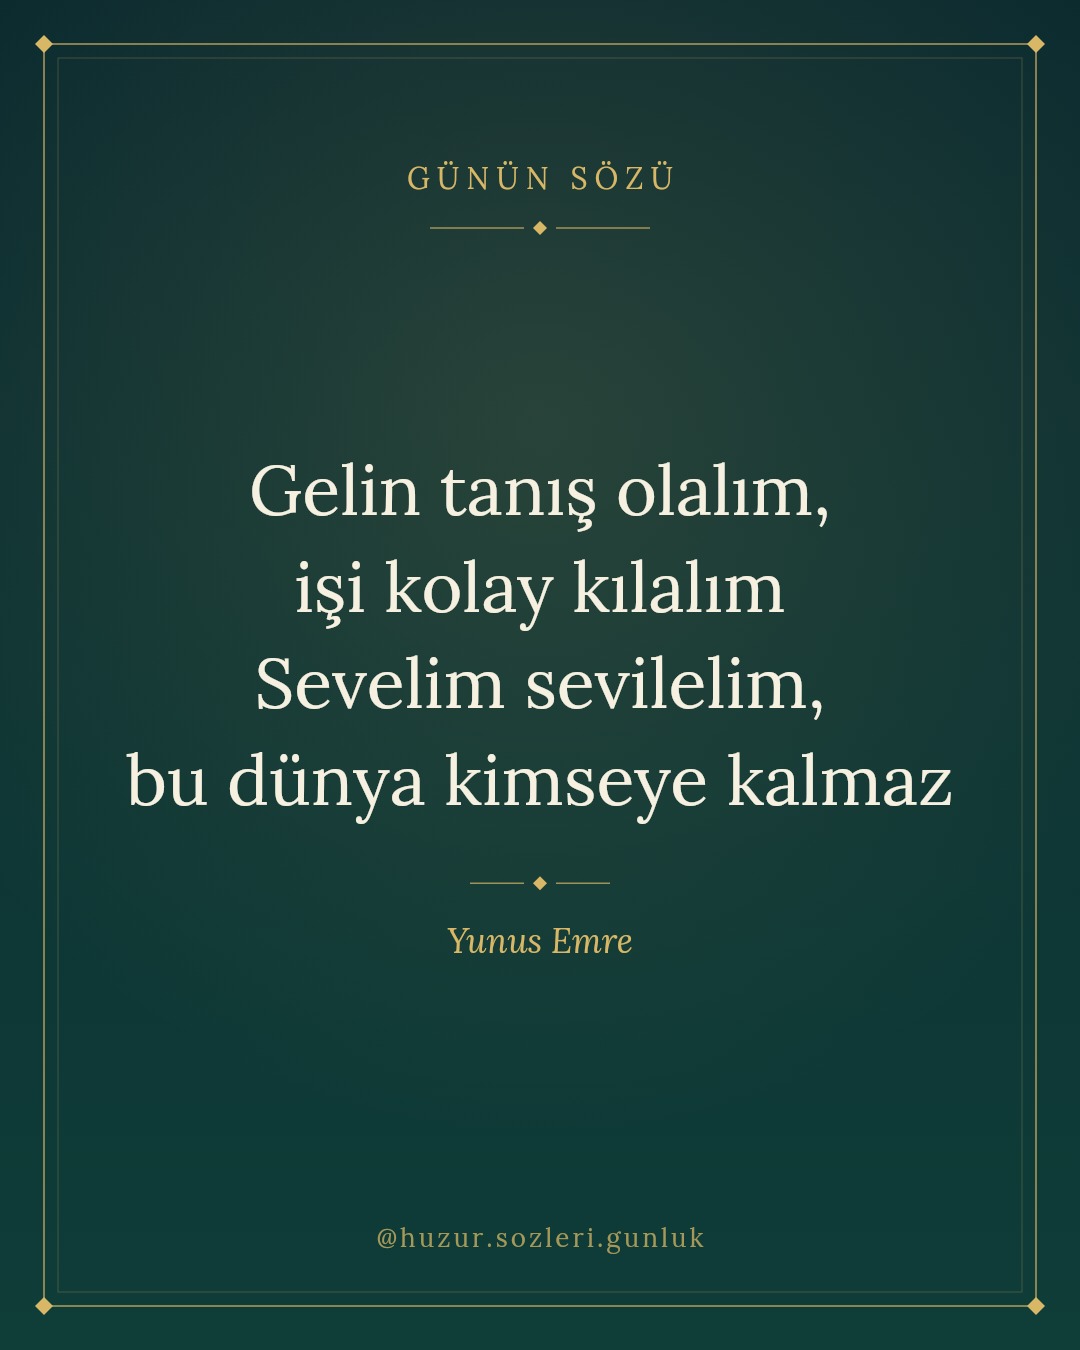 GÜNÜN SÖZÜ
Gelin tanış olalım,
işi kolay kılalım
Sevelim sevilelim,
bu dünya kimseye kalmaz
Yunus Emre
@huzur.sozleri.gunluk